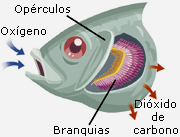 Opérculos
Oxígeno
Dióxido
de
carbono
Branquias